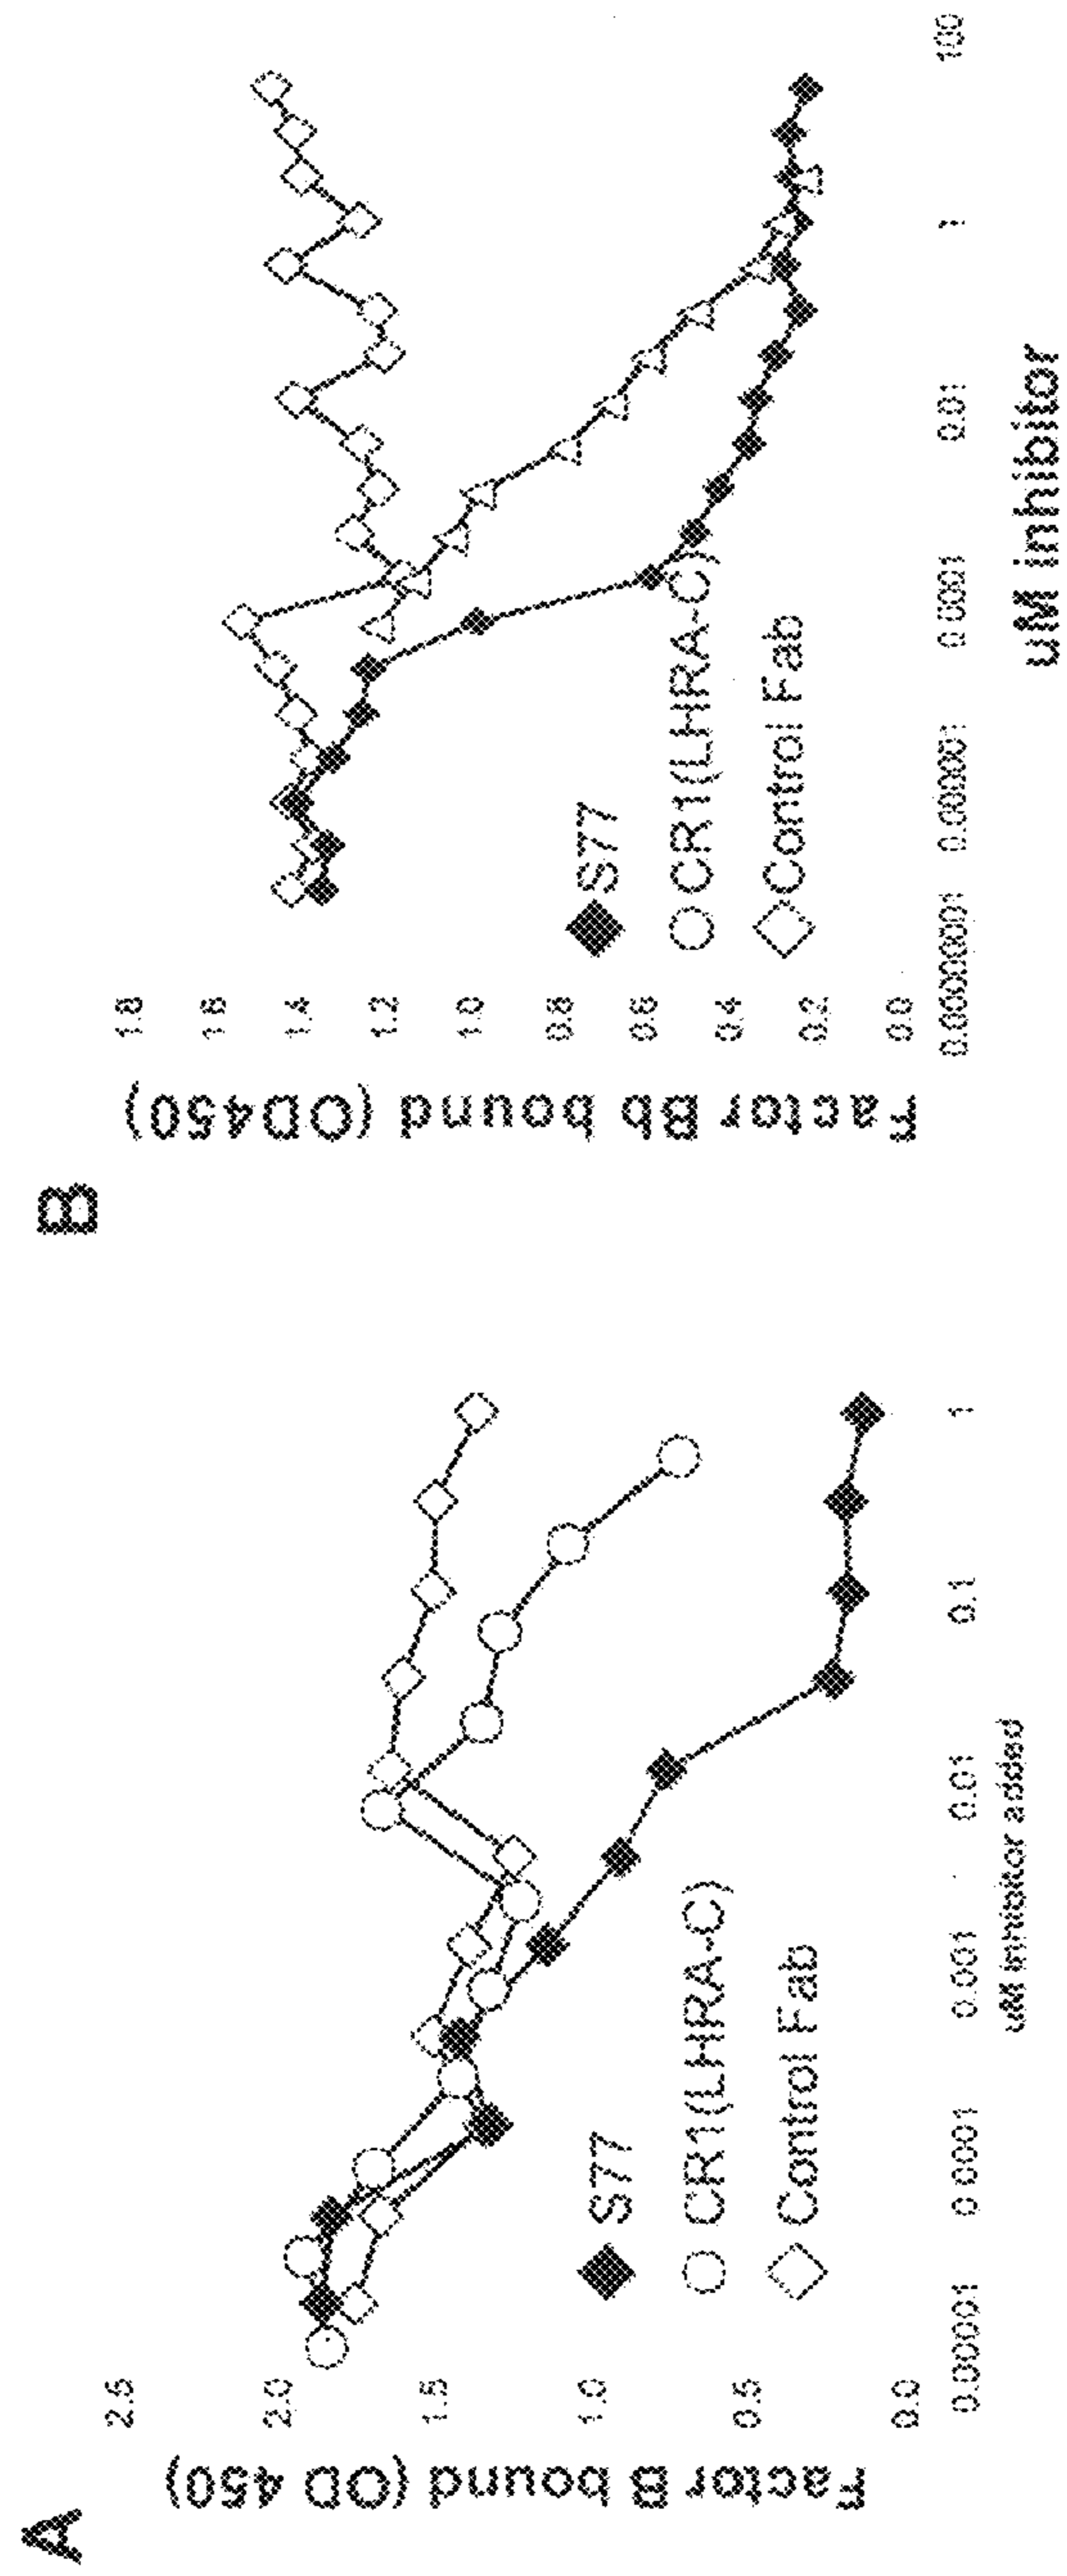 A
Factor B bound (OD 450)
2.5
2.0
1.5
1.0
0.5
0.0
0.00001
0 0001
0.001
0.01
0.1
1
uM inhibitor added
S77
CR1(LHRA-C)
Control Fab
B
Factor Bb bound (OD450)
1.8
1.6
1.4
1.2
1.0
0.8
0.6
0.4
0.2
0.0
0.00000001
0.000001
0 0001
0.01
1
100
uM inhibitor
S77
CR1(LHRA-C)
Control Fab